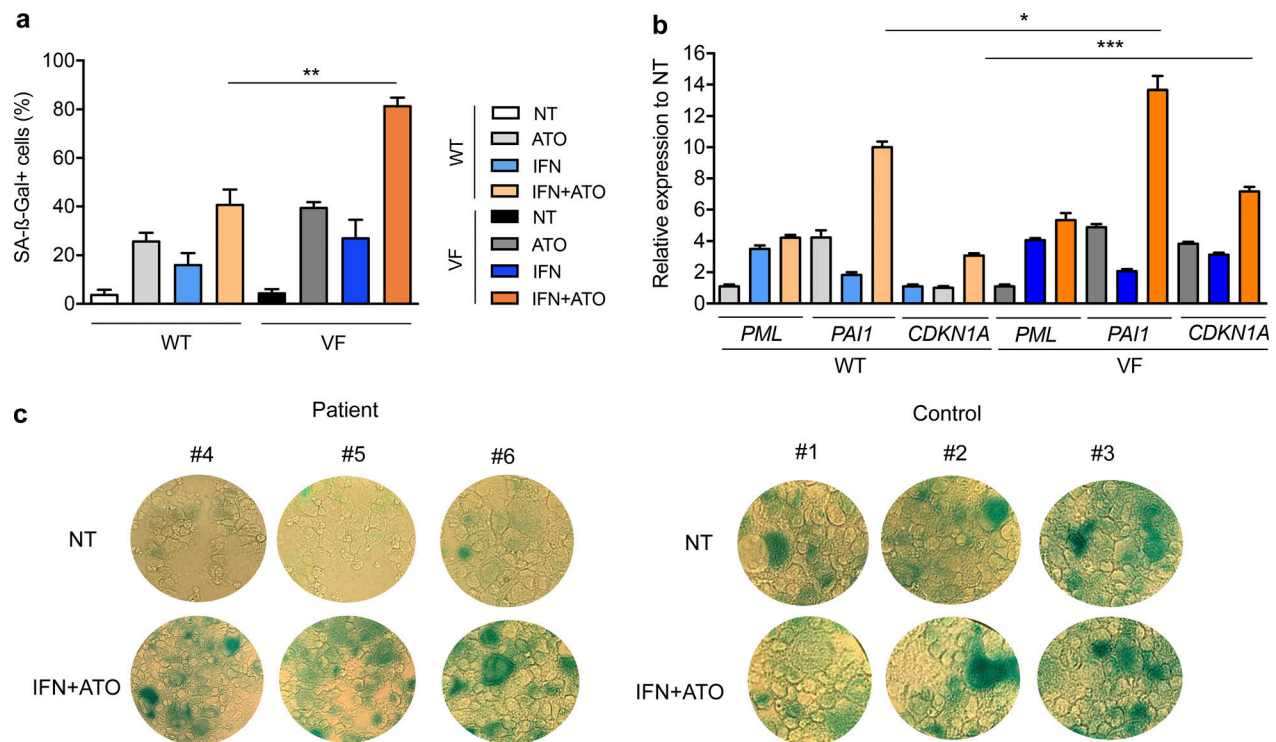 a
SA-ß-Gal+ cells (%)
100
80
60
40
20
0
**
WT
VF
WT
NT
ATO
IFN
IFN+ATO
VF
NT
ATO
IFN
IFN+ATO
b
Relative expression to NT
16
14
12
10
8
6
4
2
0
*
***
PML PAI1 CDKN1A PML PAI1 CDKN1A
WT VF
c
Patient Control
#4 #5 #6 #1 #2 #3
NT NT
IFN+ATO IFN+ATO